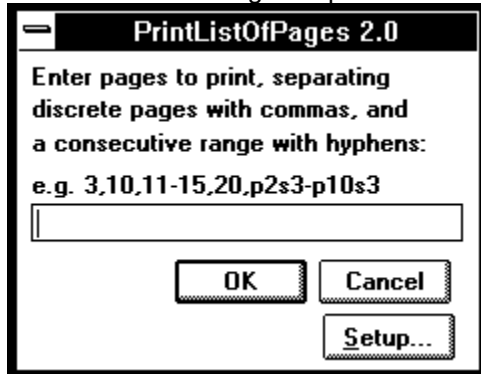 PrintListOfPages 2.0
Enter pages to print, separating
discrete pages with commas, and
a consecutive range with hyphens:
e.g. 3,10,11-15,20,p2s3-p10s3
OK
Cancel
Setup...